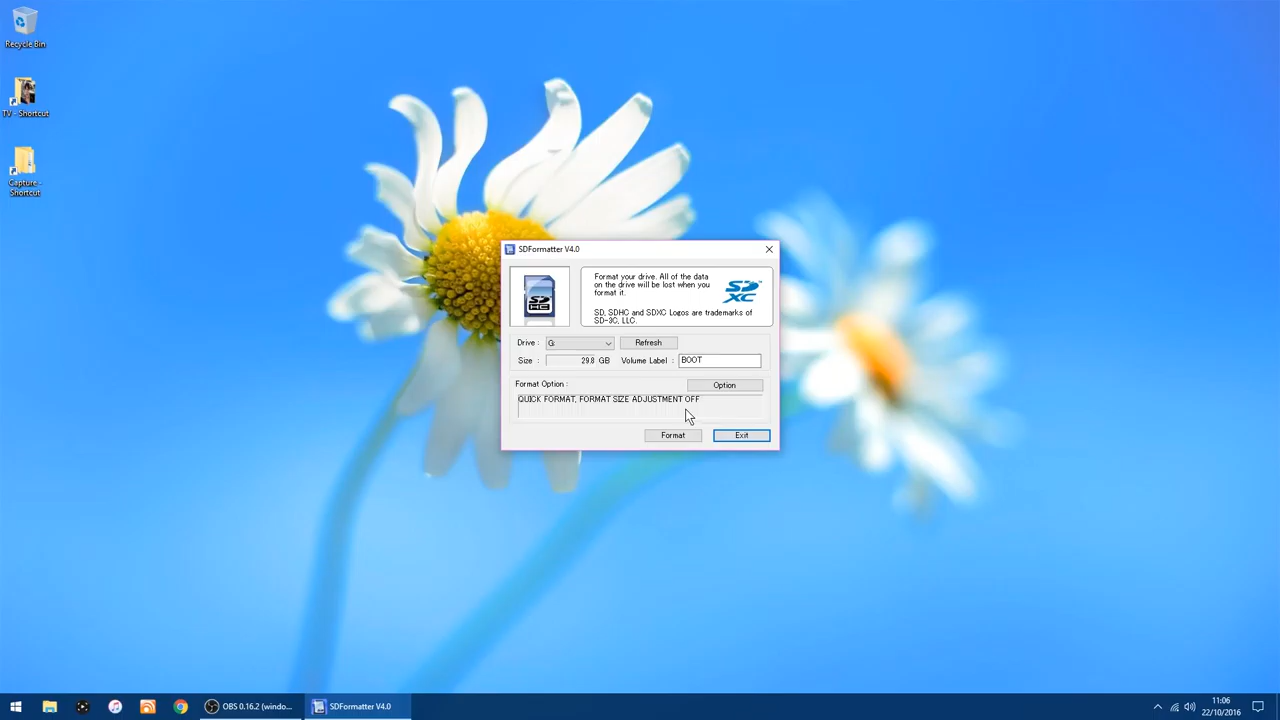 Recycle Bin
TV - Shortcut
Capture -
Shortcut
SDFormatter V4.0
Format your drive. All of the data
on the drive will be lost when you
format it.
SD, SDHC and SDXC Logos are trademarks of
SD-3C, LLC.
SD
XC
SD
HC
Drive :
G:
Refresh
Size :
29.8 GB
Volume Label :
BOOT
Format Option :
Option
QUICK FORMAT, FORMAT SIZE ADJUSTMENT OFF
Format
Exit
OBS 0.16.2 (windo...
SDFormatter V4.0
11:06
22/10/2016